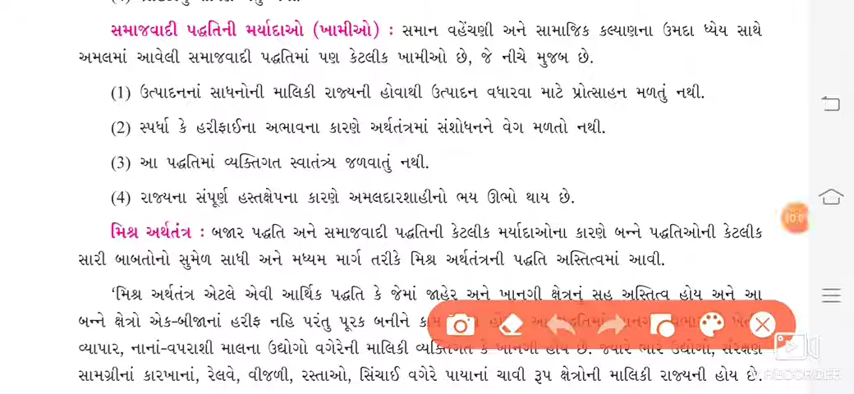 સમાજવાદી પદ્ધતિની મર્યાદાઓ (ખામીઓ) : સમાન વહેંચણી અને સામાજિક કલ્યાણના ઉમદા ધ્યેય સાથે
અમલમાં આવેલી સમાજવાદી પદ્ધતિમાં પણ કેટલીક ખામીઓ છે, જે નીચે મુજબ છે.
(1) ઉત્પાદનનાં સાધનોની માલિકી રાજ્યની હોવાથી ઉત્પાદન વધારવા માટે પ્રોત્સાહન મળતું નથી.
(2) સ્પર્ધા કે હરીફાઈના અભાવના કારણે અર્થતંત્રમાં સંશોધનને વેગ મળતો નથી.
(3) આ પદ્ધતિમાં વ્યક્તિગત સ્વાતંત્ર્ય જળવાતું નથી.
(4) રાજ્યના સંપૂર્ણ હસ્તક્ષેપના કારણે અમલદારશાહીનો ભય ઊભો થાય છે.
મિશ્ર અર્થતંત્ર : બજાર પદ્ધતિ અને સમાજવાદી પદ્ધતિની કેટલીક મર્યાદાઓના કારણે બન્ને પદ્ધતિઓની કેટલીક
સારી બાબતોનો સુમેળ સાધી અને મધ્યમ માર્ગ તરીકે મિશ્ર અર્થતંત્રની પદ્ધતિ અસ્તિત્વમાં આવી.
‘મિશ્ર અર્થતંત્ર એટલે એવી આર્થિક પદ્ધતિ કે જેમાં જાહેર અને ખાનગી ક્ષેત્રનું સહ અસ્તિત્વ હોય અને આ
બન્ને ક્ષેત્રો એક-બીજાનાં હરીફ નહિ પરંતુ પૂરક બનીને
વ્યાપાર, નાનાં-વપરાશી માલના ઉદ્યોગો વગેરેની માલિકી વ્યક્તિગત કે ખાનગી હોય છે. જ્યારે ભારે ઉદ્યોગો, સંરક્ષણ
સામગ્રીનાં કારખાનાં, રેલવે, વીજળી, રસ્તાઓ, સિંચાઈ વગેરે પાયાનાં ચાવી રૂપ ક્ષેત્રોની માલિકી રાજ્યની હોય છે.